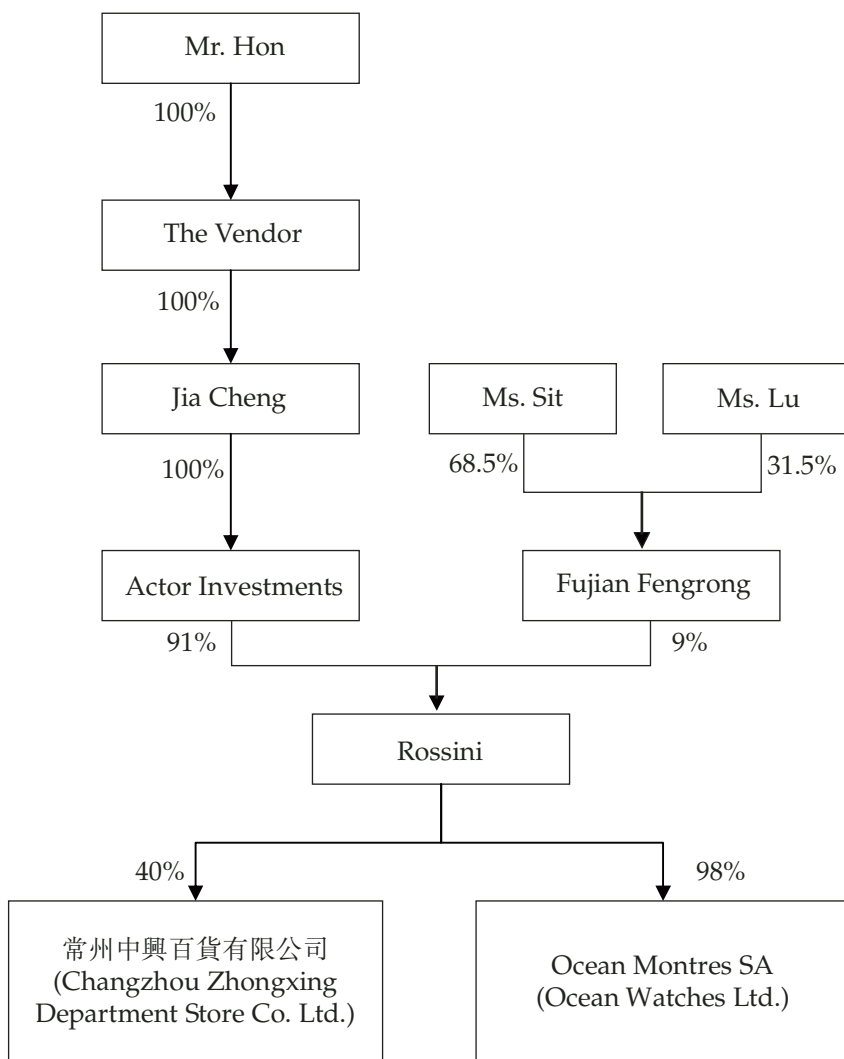 Mr. Hon
100%
The Vendor
100%
Jia Cheng
Ms. Sit
Ms. Lu
100%
68.5%
31.5%
Actor Investments
Fujian Fengrong
91%
9%
Rossini
40%
98%
常州中興百貨有限公司
(Changzhou Zhongxing
Department Store Co. Ltd.)
Ocean Montres SA
(Ocean Watches Ltd.)